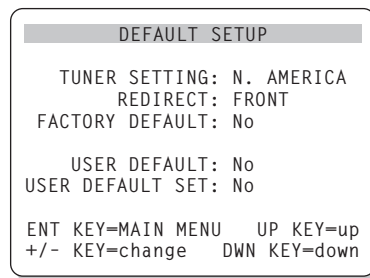 DEFAULT SETUP
TUNER SETTING: N. AMERICA
REDIRECT: FRONT
FACTORY DEFAULT: No
USER DEFAULT: No
USER DEFAULT SET: No
ENT KEY=MAIN MENU UP KEY=up
+/- KEY=change DWN KEY=down